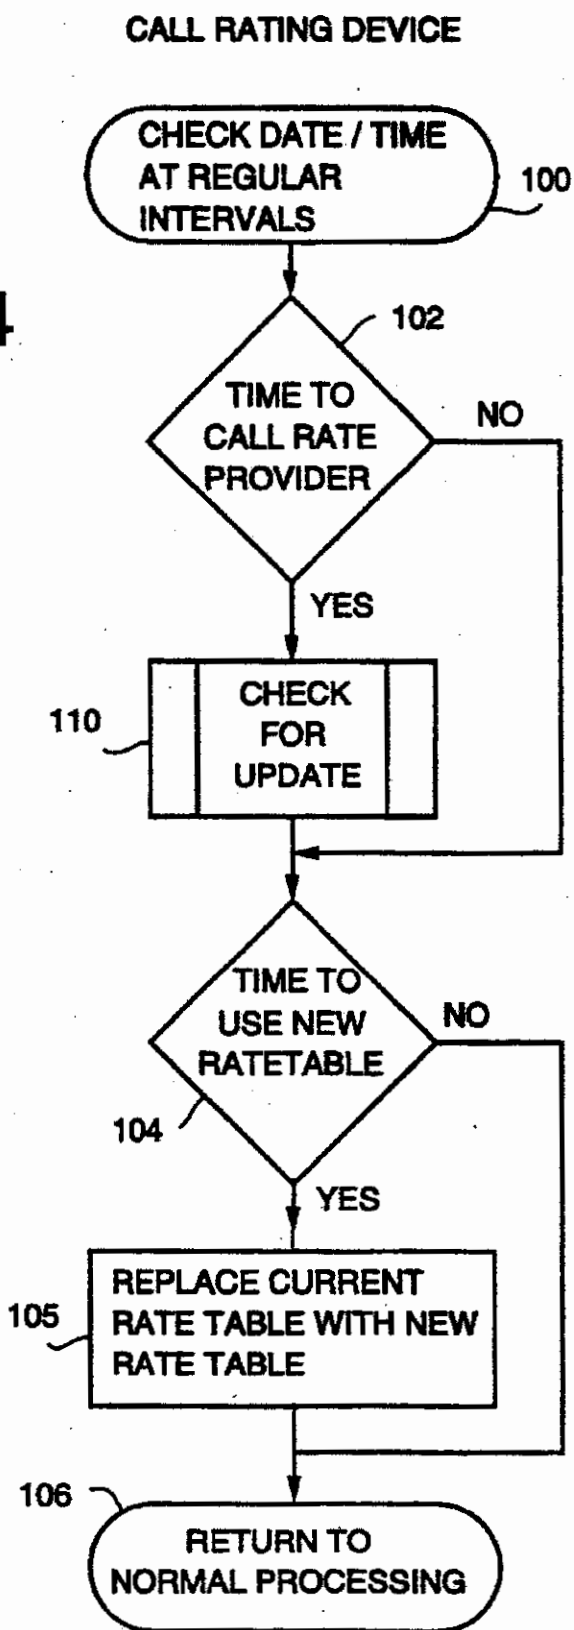 CALL RATING DEVICE
CHECK DATE / TIME
AT REGULAR
INTERVALS
100
4
102
TIME TO
CALL RATE
PROVIDER
NO
YES
110
CHECK
FOR
UPDATE
TIME TO
USE NEW
RATETABLE
NO
104
YES
105
REPLACE CURRENT
RATE TABLE WITH NEW
RATE TABLE
106
RETURN TO
NORMAL PROCESSING